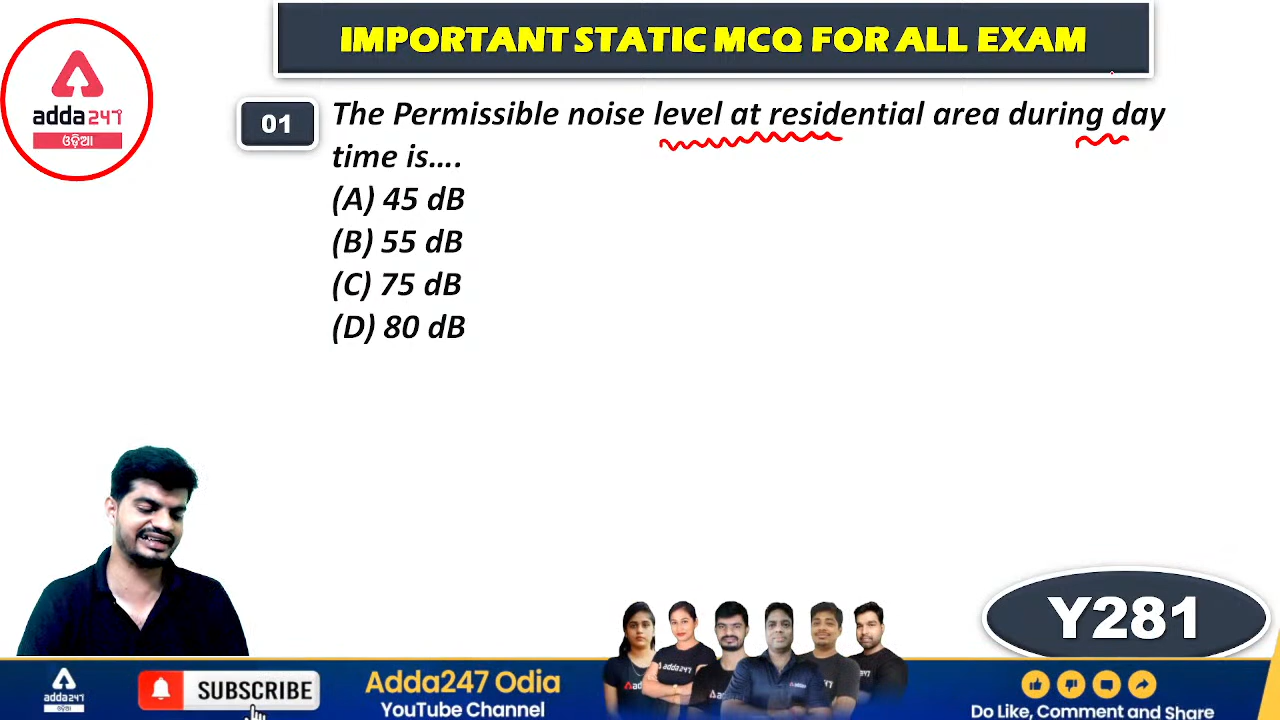 IMPORTANT STATIC MCQ FOR ALL EXAM
adda247
ଓଡ଼ିଆ
01
The Permissible noise level at residential area during day
time is....
(A) 45 dB
(B) 55 dB
(C) 75 dB
(D) 80 dB
Y281
adda247
adda247
ଓଡ଼ିଆ
SUBSCRIBE
Adda247 Odia
YouTube Channel
Do Like, Comment and Share